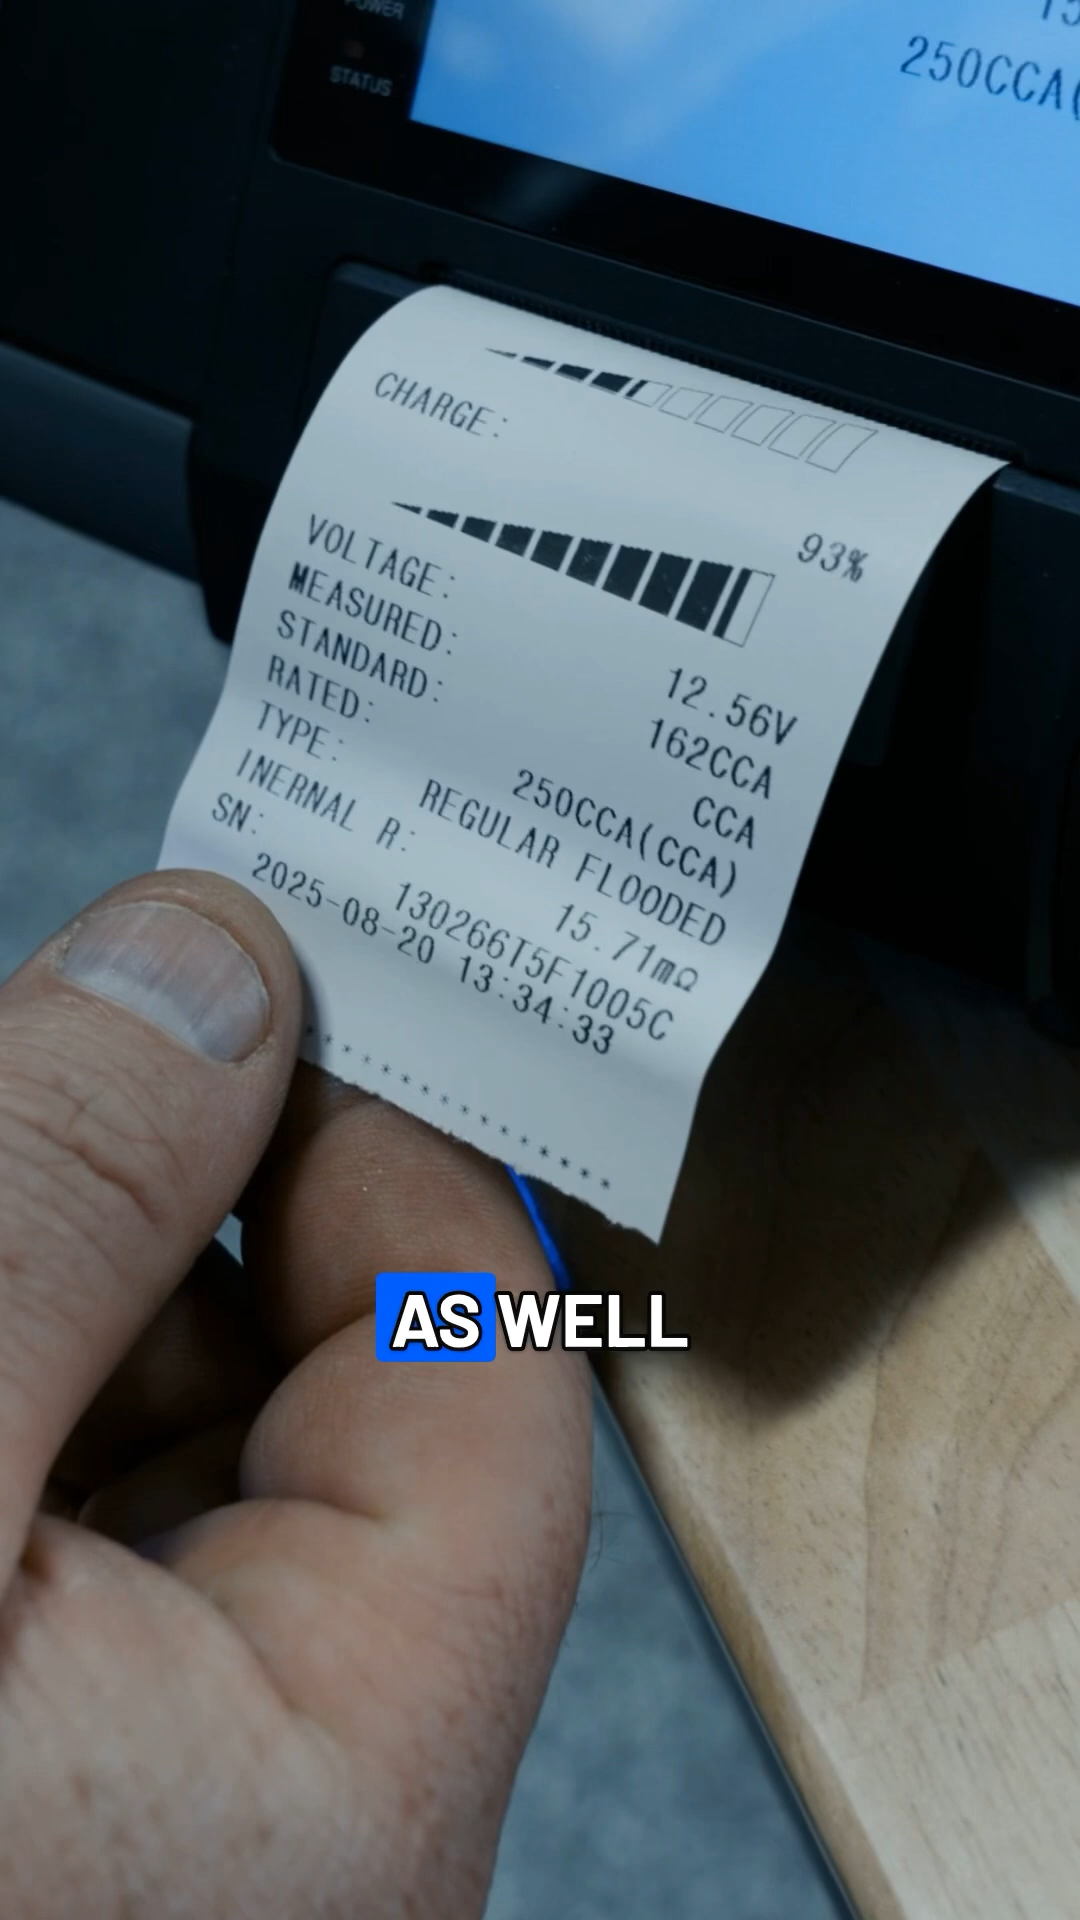 POWER
STATUS
250CCA(
CHARGE:
93%
VOLTAGE: 12.56V
MEASURED: 162CCA
STANDARD: CCA
RATED: 250CCA(CCA)
TYPE: REGULAR FLOODED
INERNAL R: 15.71mΩ
SN: 130266T5F1005C
2025-08-20 13:34:33
AS WELL